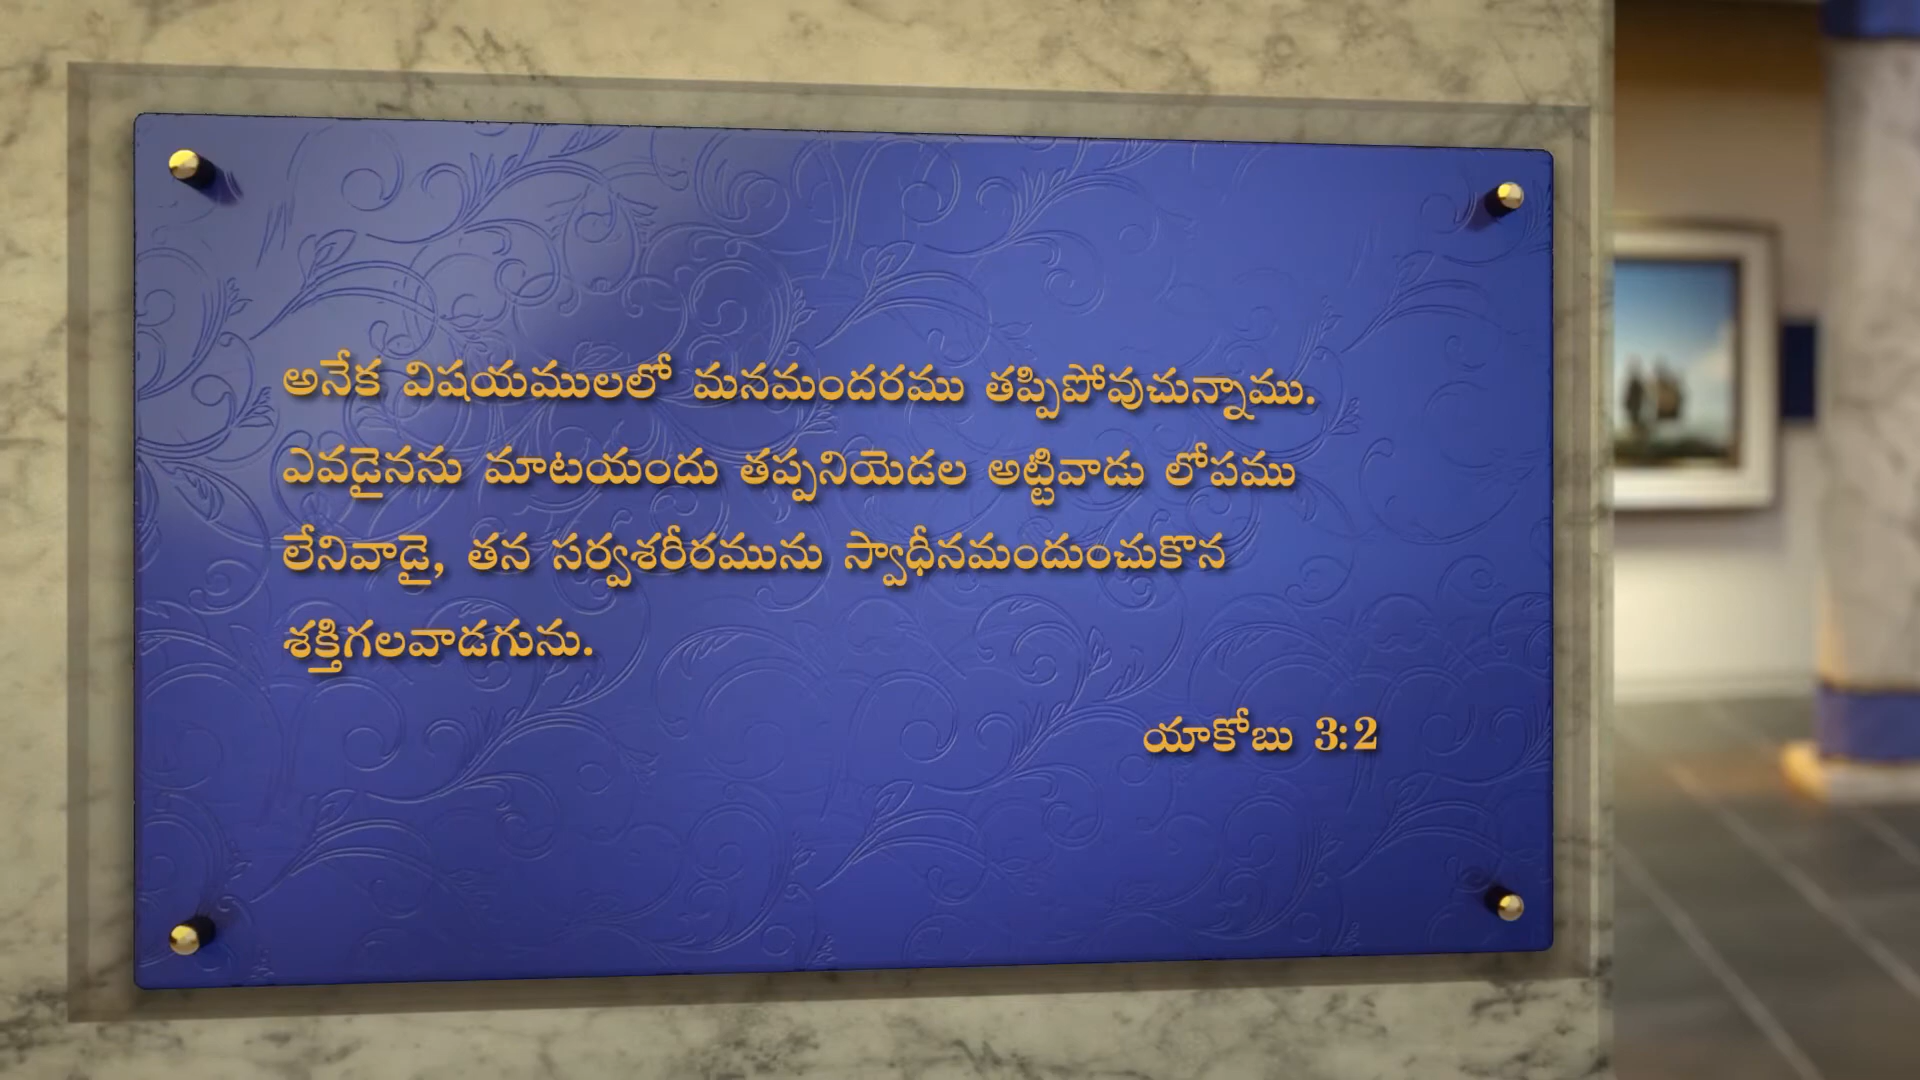 అనేక విషయములలో మనమందరము తప్పిపోవుచున్నాము.
ఎవడైనను మాటయందు తప్పనియెడల అట్టివాడు లోపము
లేనివాడై, తన సర్వశరీరమును స్వాధీనమందుంచుకొన
శక్తిగలవాడగును.
యాకోబు 3:2